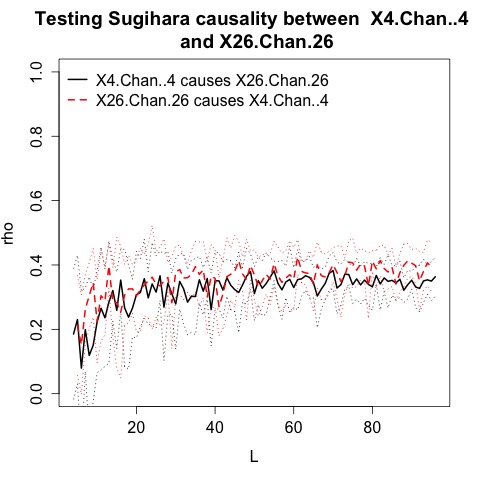 Testing Sugihara causality between  X4.Chan..4
and X26.Chan.26
X4.Chan..4 causes X26.Chan.26
X26.Chan.26 causes X4.Chan..4
rho
1.0
0.8
0.6
0.4
0.2
0.0
20 40 60 80
L